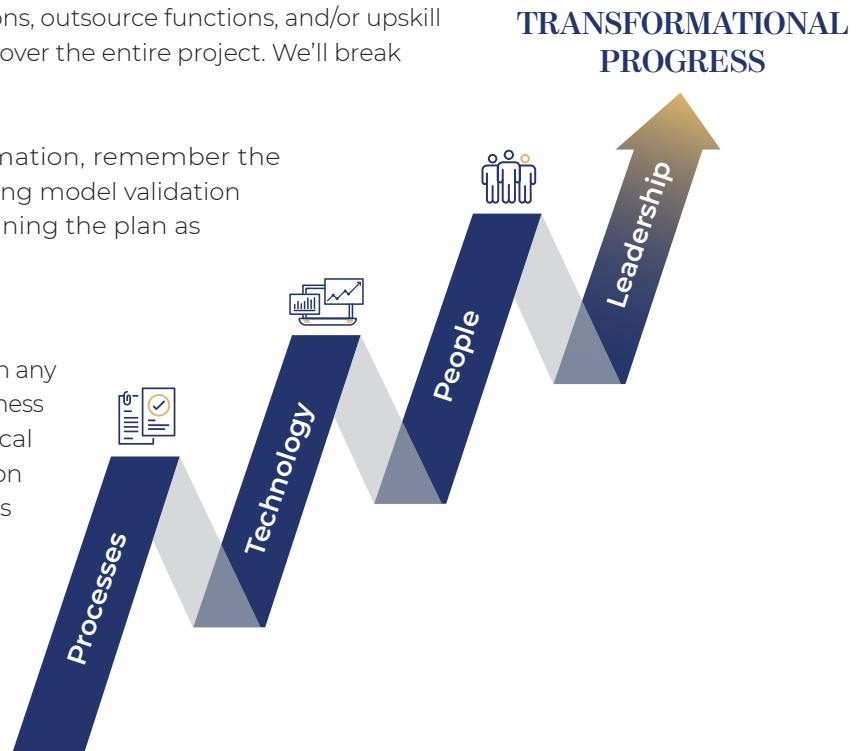 ons, outsource functions, and/or upskill
over the entire project. We’ll break
mation, remember the
ng model validation
ning the plan as
n any
ness
cal
on
s
TRANSFORMATIONAL
PROGRESS
Processes
Technology
People
Leadership